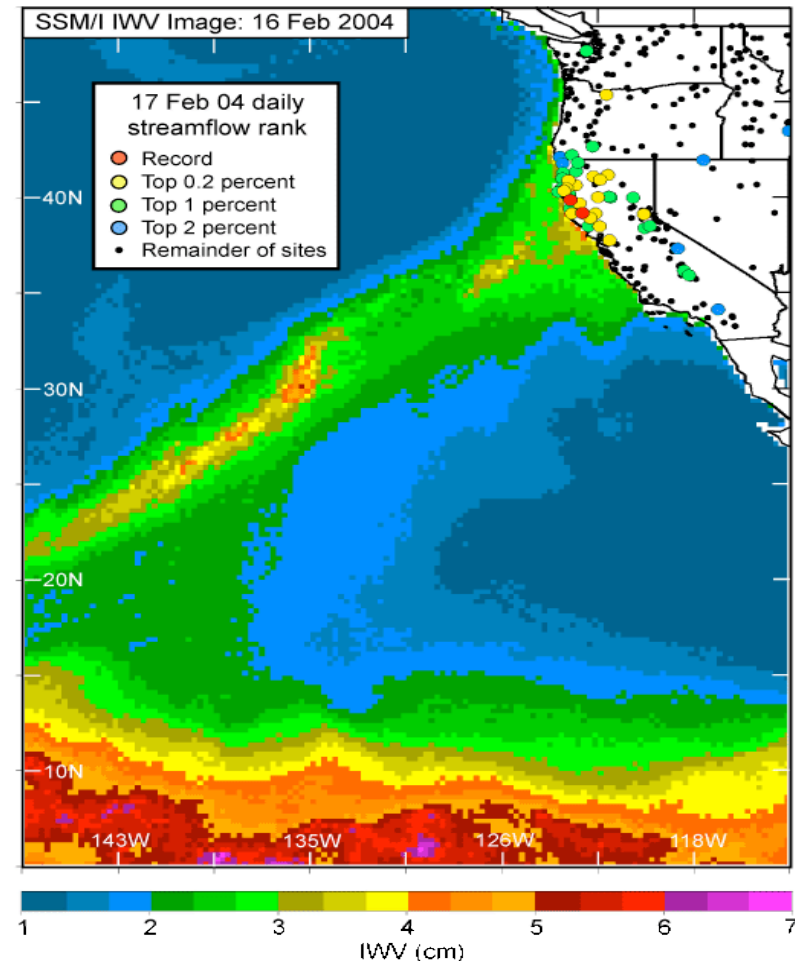 SSM/I IWV Image: 16 Feb 2004
17 Feb 04 daily
streamflow rank
Record
Top 0.2 percent
Top 1 percent
Top 2 percent
Remainder of sites
40N
30N
20N
10N
143W 135W 126W 118W
1 2 3 4 5 6 7
IWV (cm)